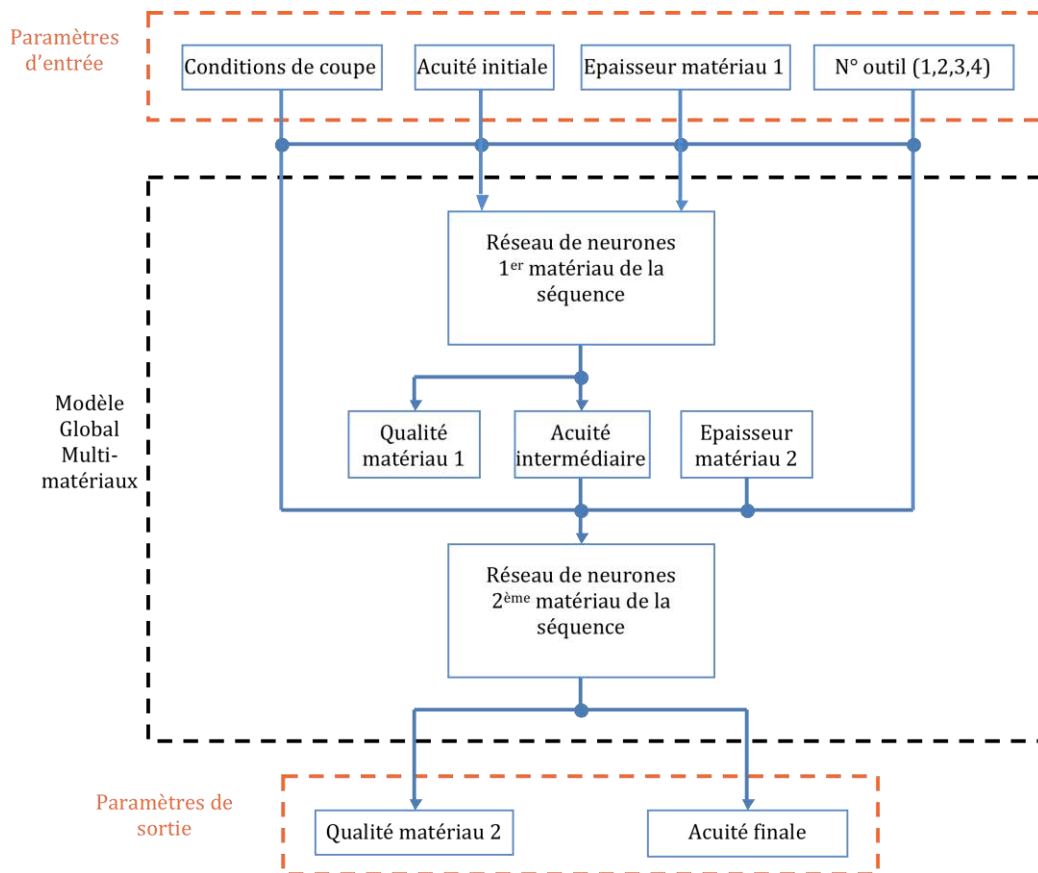 Paramètres
d'entrée
Conditions de coupe
Acuité initiale
Epaisseur matériau 1
N° outil (1,2,3,4)
Réseau de neurones
1er matériau de la
séquence
Modèle
Global
Multi-
matériaux
Qualité
matériau 1
Acuité
intermédiaire
Epaisseur
matériau 2
Réseau de neurones
2ème matériau de la
séquence
Paramètres de
sortie
Qualité matériau 2
Acuité finale